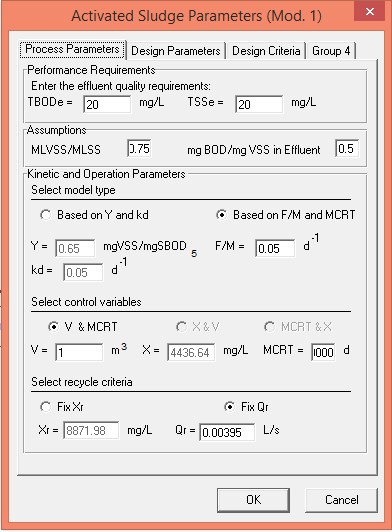 Activated Sludge Parameters (Mod. 1)
Process Parameters Design Parameters Design Criteria Group 4
Performance Requirements
Enter the effluent quality requirements:
TBODe = 20 mg/L TSSe = 20 mg/L
Assumptions
MLVSS/MLSS 0.75 mg BOD/mg VSS in Effluent 0.5
Kinetic and Operation Parameters
Select model type
Based on Y and kd Based on F/M and MCRT
Y = 0.65 mgVSS/mgSBOD 5 F/M = 0.05 d -1
kd = 0.05 d -1
Select control variables
V & MCRT X & V MCRT & X
V = 1 m 3 X = 4436.64 mg/L MCRT = d
Select recycle criteria
Fix Xr Fix Qr
Xr = 8871.98 mg/L Qr = 0.00395 L/s
OK Cancel